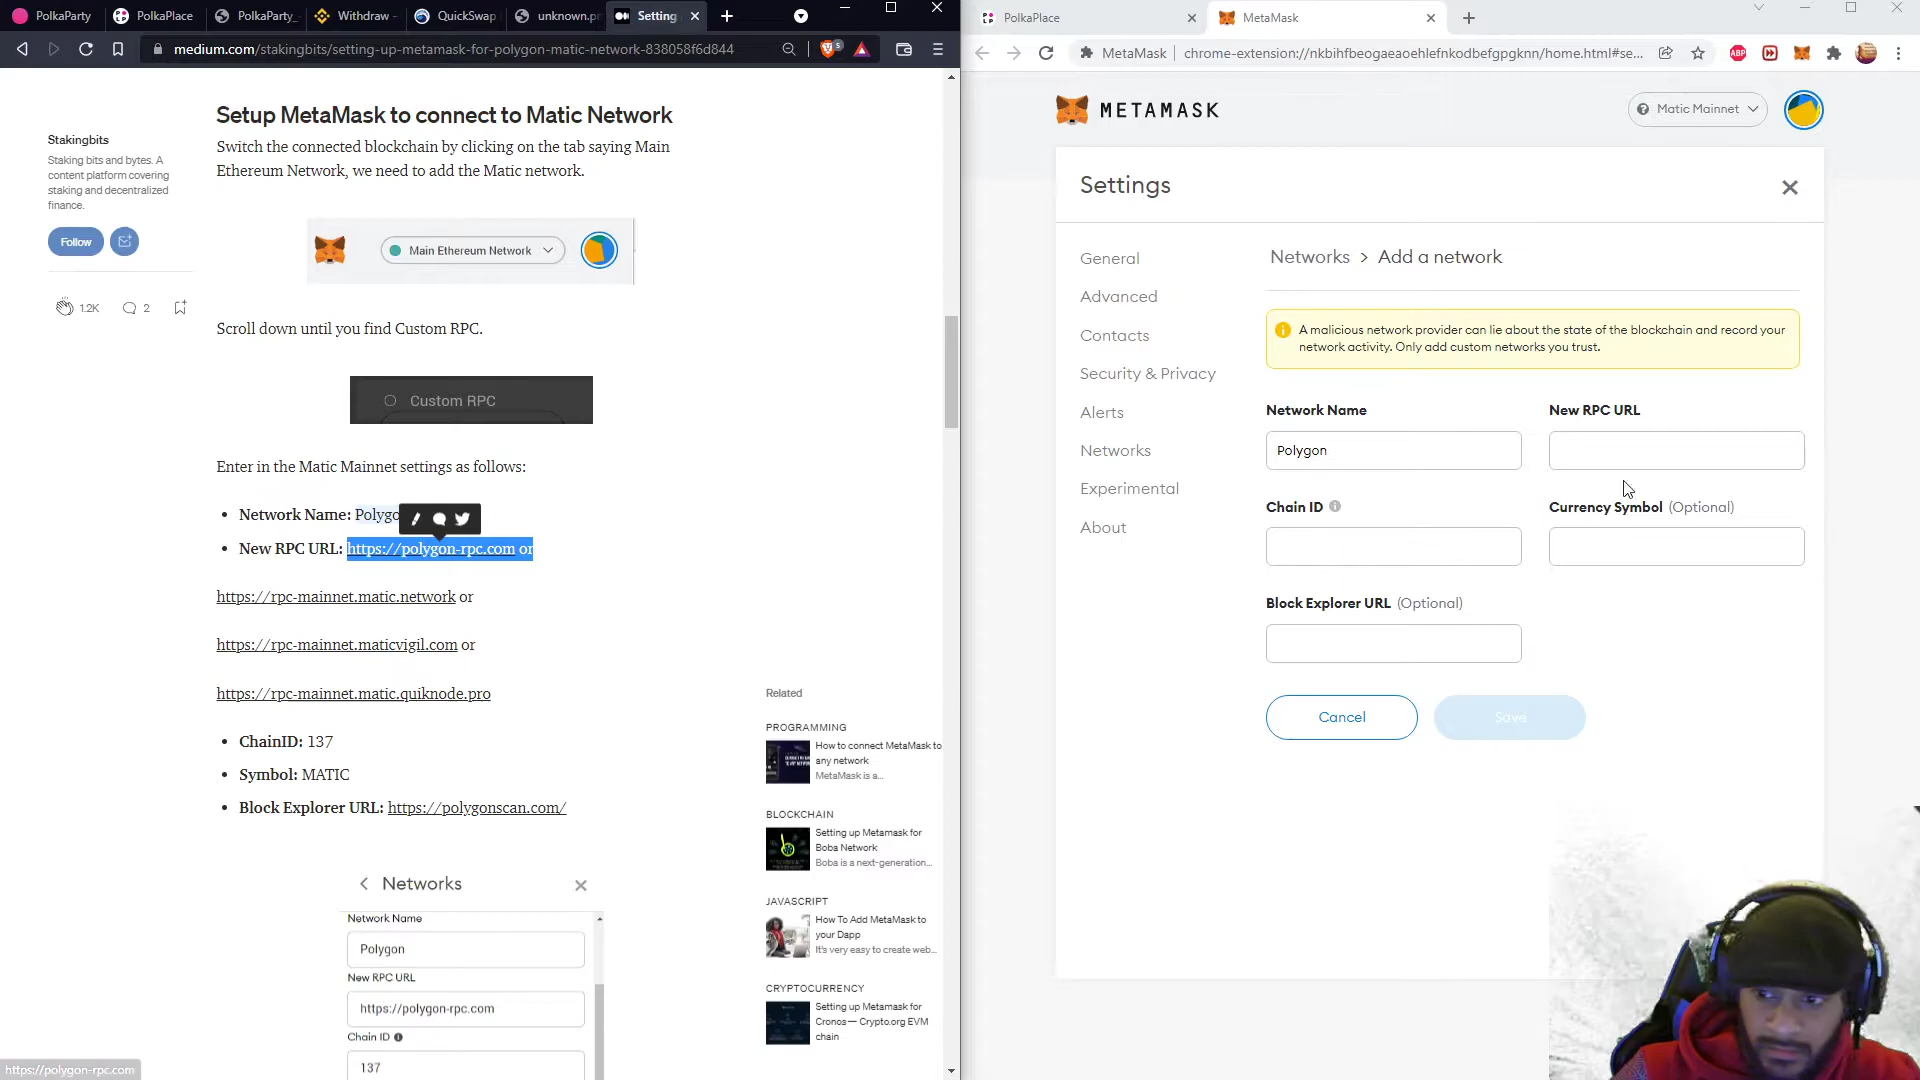 PolkaParty
PolkaPlace
PolkaParty_
Withdraw -
QuickSwap
unknown.p
Setting
medium.com/stakingbits/setting-up-metamask-for-polygon-matic-network-838058f6d844
5
Stakingbits
Staking bits and bytes. A
content platform covering
staking and decentralized
finance.
Follow
1.2K
2
Setup MetaMask to connect to Matic Network
Switch the connected blockchain by clicking on the tab saying Main
Ethereum Network, we need to add the Matic network.
Main Ethereum Network
Scroll down until you find Custom RPC.
Custom RPC
Enter in the Matic Mainnet settings as follows:
• Network Name: Polygo
• New RPC URL: https://polygon-rpc.com or
https://rpc-mainnet.matic.network or
https://rpc-mainnet.maticvigil.com or
https://rpc-mainnet.matic.quiknode.pro
• ChainID: 137
• Symbol: MATIC
• Block Explorer URL: https://polygonscan.com/
Networks
Network Name
Polygon
New RPC URL
https://polygon-rpc.com
Chain ID
137
Related
PROGRAMMING
How to connect MetaMask to
any network
MetaMask is a...
BLOCKCHAIN
Setting up Metamask for
Boba Network
Boba is a next-generation...
JAVASCRIPT
How To Add MetaMask to
your Dapp
It's very easy to create web...
CRYPTOCURRENCY
Setting up Metamask for
Cronos — Crypto.org EVM
chain
https://polygon-rpc.com
PolkaPlace
MetaMask
MetaMask
chrome-extension://nkbihfbeogaeaoehlefnkodbefgpgknn/home.html#se...
ABP
METAMASK
Matic Mainnet
Settings
General
Advanced
Contacts
Security & Privacy
Alerts
Networks
Experimental
About
Networks > Add a network
A malicious network provider can lie about the state of the blockchain and record your
network activity. Only add custom networks you trust.
Network Name
New RPC URL
Polygon
Chain ID
Currency Symbol (Optional)
Block Explorer URL (Optional)
Cancel
Save